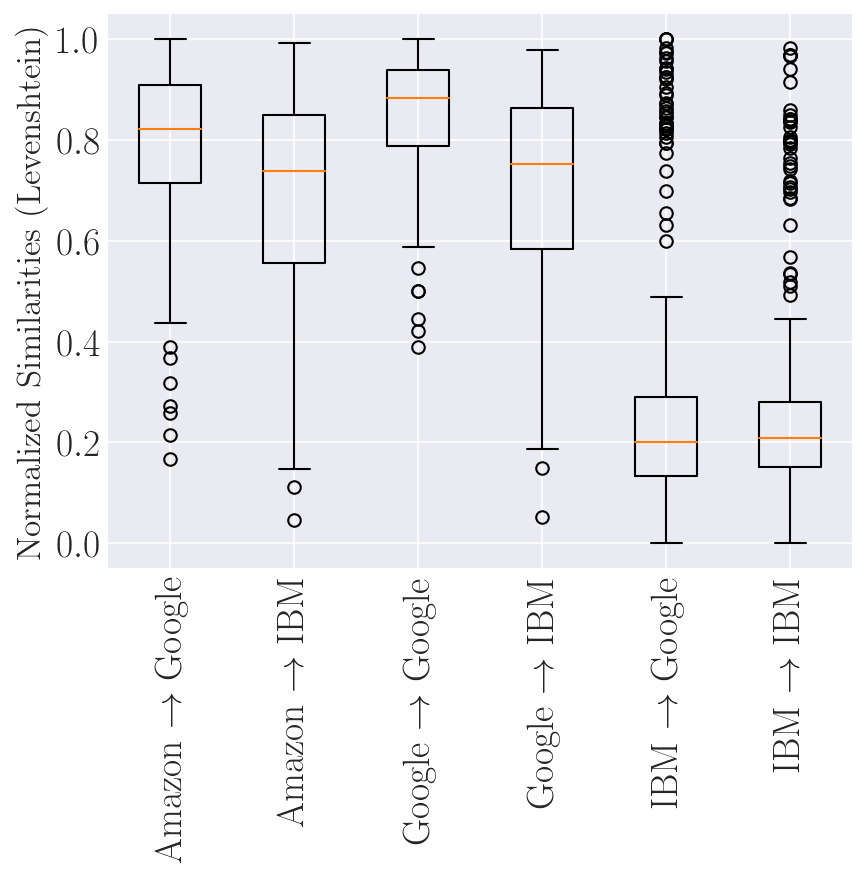 Normalized Similarities (Levenshtein)
1.0
0.8
0.6
0.4
0.2
0.0
Amazon → Google
Amazon → IBM
Google → Google
Google → IBM
IBM → Google
IBM → IBM